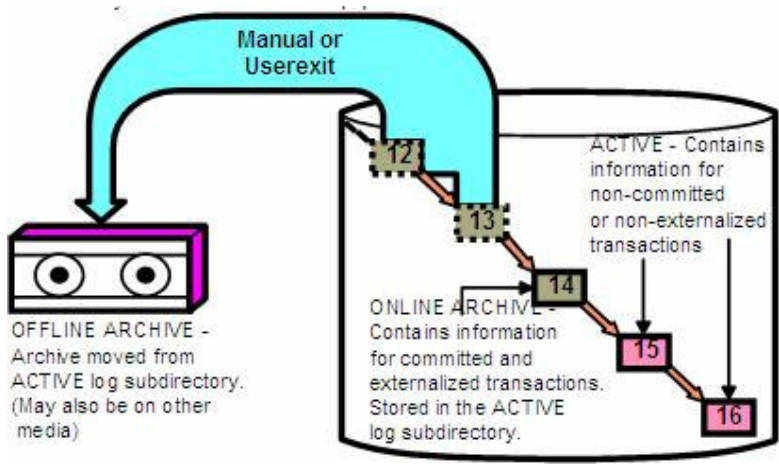 Manual or
Userexit
12
13
14
15
16
ACTIVE - Contains
information for
non-committed
or non-externalized
transactions
ONLINE ARCHIVE -
Contains information
for committed and
externalized transactions.
Stored in the ACTIVE
log subdirectory.
OFFLINE ARCHIVE -
Archive moved from
ACTIVE log subdirectory.
(May also be on other
media)